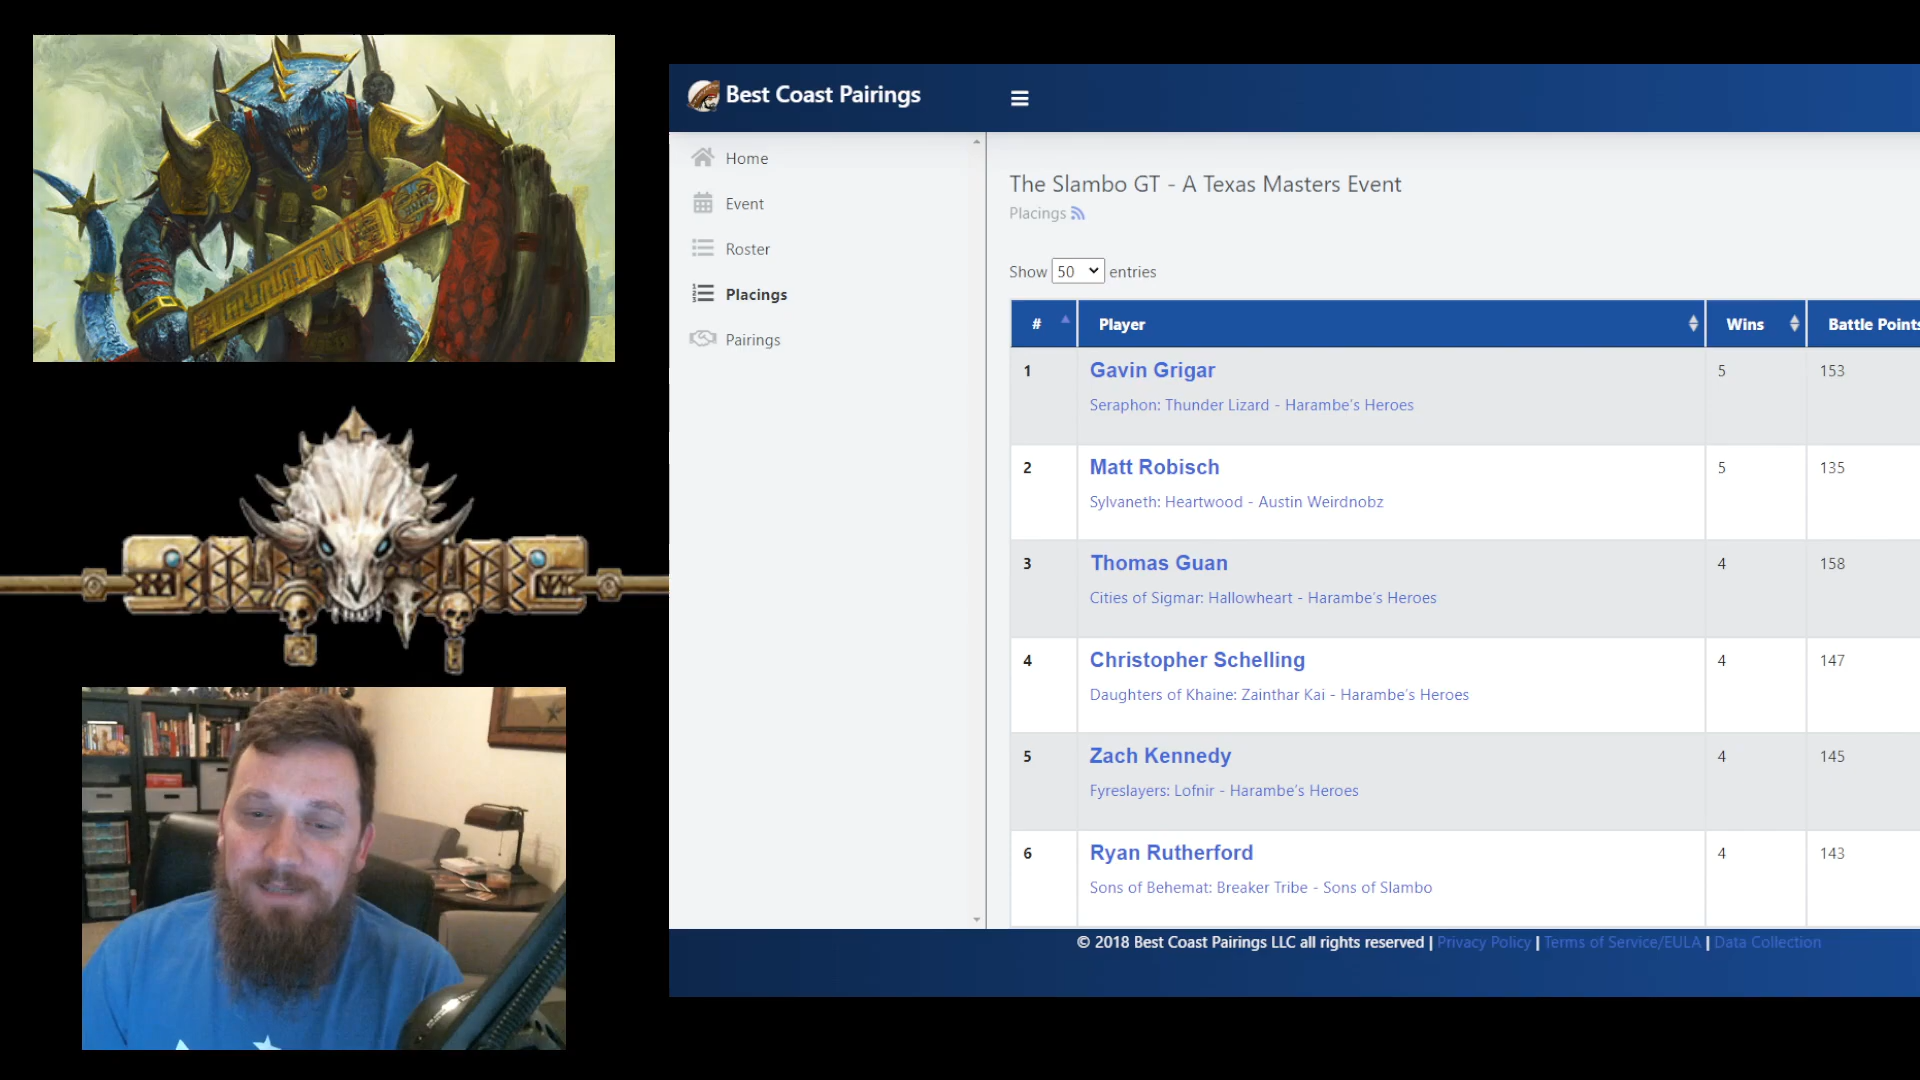 Best Coast Pairings
Home
Event
Roster
Placings
Pairings
The Slambo GT - A Texas Masters Event
Placings
Show 50 entries
# Player Wins Battle Points
1 Gavin Grigar 5 153
Seraphon: Thunder Lizard - Harambe's Heroes
2 Matt Robisch 5 135
Sylvaneth: Heartwood - Austin Weirdnobz
3 Thomas Guan 4 158
Cities of Sigmar: Hallowheart - Harambe's Heroes
4 Christopher Schelling 4 147
Daughters of Khaine: Zainthar Kai - Harambe's Heroes
5 Zach Kennedy 4 145
Fyreslayers: Lofnir - Harambe's Heroes
6 Ryan Rutherford 4 143
Sons of Behemat: Breaker Tribe - Sons of Slambo
© 2018 Best Coast Pairings LLC all rights reserved | Privacy Policy | Terms of Service/EULA | Data Collection